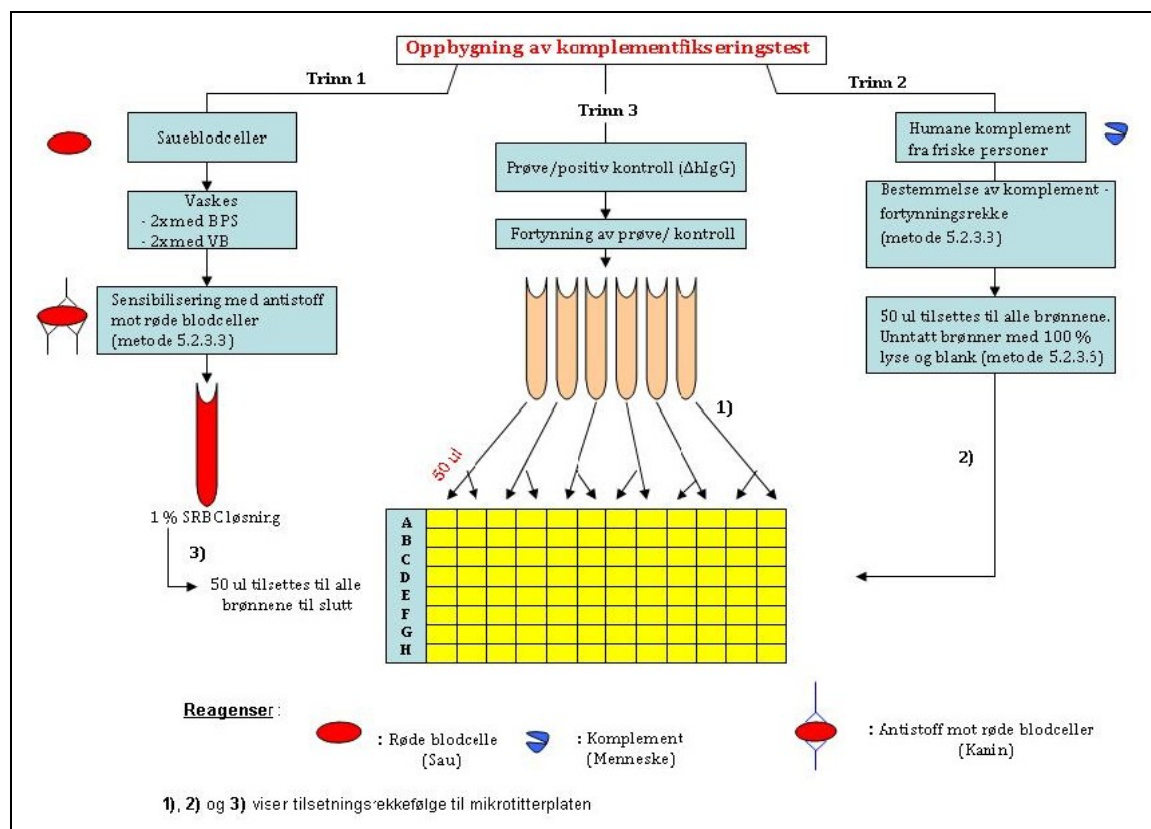 Oppbygning av komplementfikseringstest
Trinn 1
Trinn 2
Trinn 3
Saueblodceller
Vaskes
- 2xmed BPS
- 2xmed VB
Sensibilisering med antistoff
mot røde blodceller
(metode 5.2.3.3)
1 % SRBC løsning
3)
50 ul tilsettes til alle
brønnene til slutt
Prøve/positiv kontroll (ΔhIgG)
Fortynning av prøve/ kontroll
1)
50 ul
A
B
C
D
E
F
G
H
Humane komplement
fra friske personer
Bestemmelse av komplement -
fortynningsrekke
(metode 5.2.3.3)
50 ul tilsettes til alle brønnene.
Unntatt brønner med 100 %
lyse og blank (metode 5.2.3.5)
2)
Reagenser :
: Røde blodcelle
(Sau)
: Komplement
(Menneske)
: Antistoff mot røde blodceller
(Kanin)
1), 2) og 3) viser tilsetningsrekkefølge til mikrotitterplaten